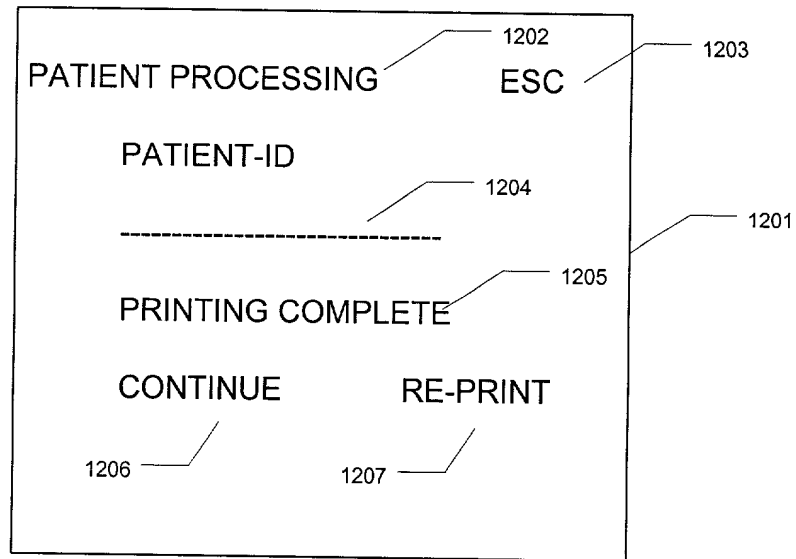 1202
1203
PATIENT PROCESSING ESC
PATIENT-ID
1204
1201
--------------------------------
1205
PRINTING COMPLETE
CONTINUE RE-PRINT
1206 1207